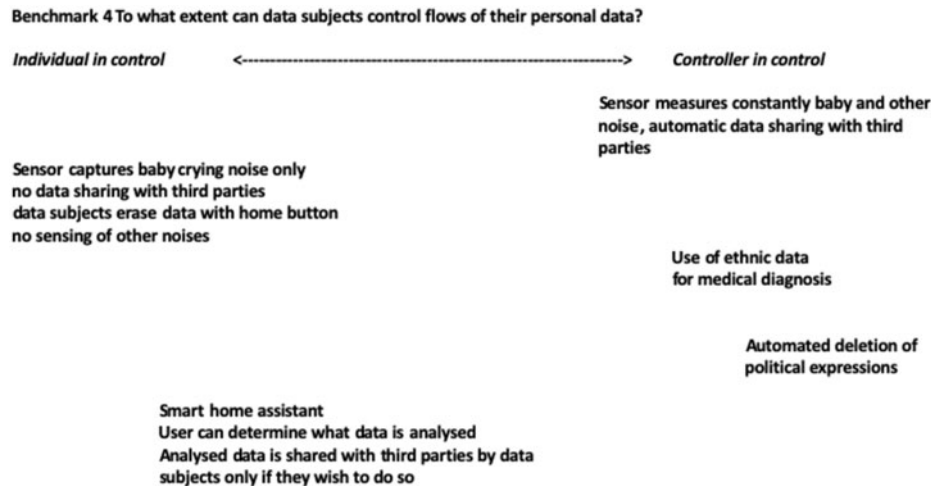 Benchmark 4 To what extent can data subjects control flows of their personal data?
Individual in control <--------------------------------------------------------------------> Controller in control
Sensor measures constantly baby and other
noise, automatic data sharing with third
parties
Sensor captures baby crying noise only
no data sharing with third parties
data subjects erase data with home button
no sensing of other noises
Use of ethnic data
for medical diagnosis
Automated deletion of
political expressions
Smart home assistant
User can determine what data is analysed
Analysed data is shared with third parties by data
subjects only if they wish to do so